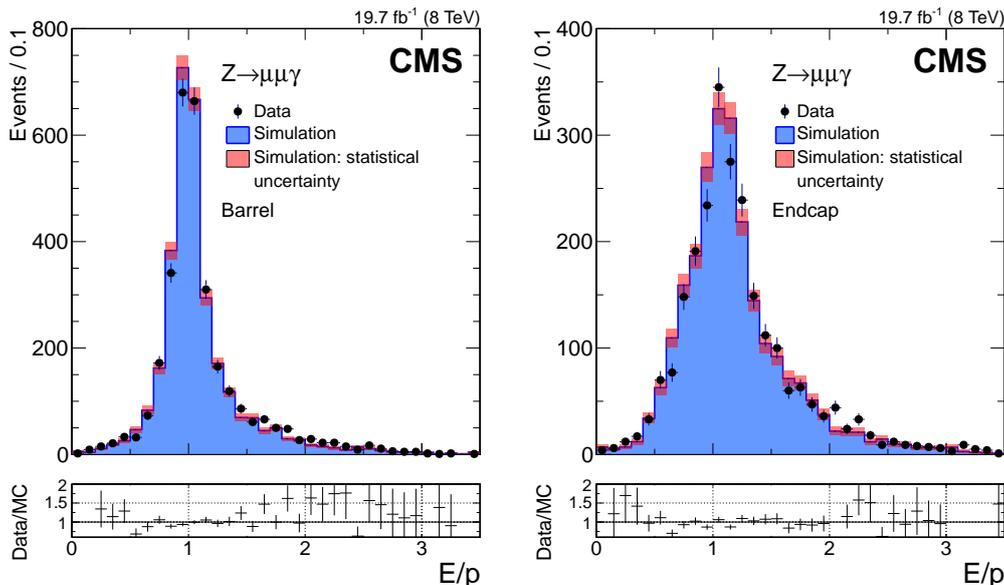 19.7 fb⁻¹ (8 TeV)
CMS
Z→μμγ
Data
Simulation
Simulation: statistical
uncertainty
Barrel
Events / 0.1
800
600
400
200
0
Data/MC
2
1.5
1
0 1 2 3
E/p
19.7 fb⁻¹ (8 TeV)
CMS
Z→μμγ
Data
Simulation
Simulation: statistical
uncertainty
Endcap
Events / 0.1
400
300
200
100
0
Data/MC
2
1.5
1
0 1 2 3
E/p